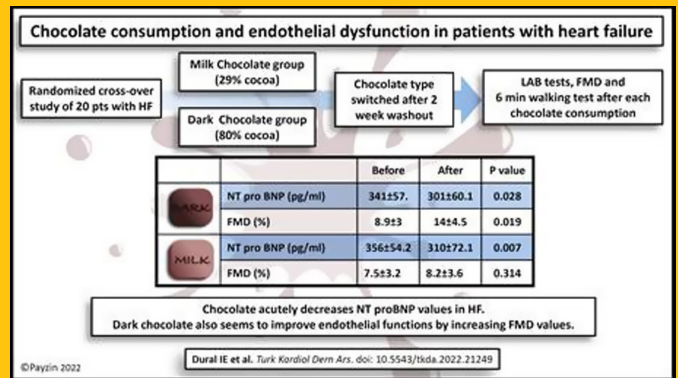 Chocolate consumption and endothelial dysfunction in patients with heart failure
Randomized cross-over
study of 20 pts with HF
Milk Chocolate group
(29% cocoa)
Dark Chocolate group
(80% cocoa)
Chocolate type
switched after 2
week washout
LAB tests, FMD and
6 min walking test after each
chocolate consumption
Before After P value
DARK
NT pro BNP (pg/ml) 341±57. 301±60.1 0.028
FMD (%) 8.9±3 14±4.5 0.019
MILK
NT pro BNP (pg/ml) 356±54.2 310±72.1 0.007
FMD (%) 7.5±3.2 8.2±3.6 0.314
Chocolate acutely decreases NT proBNP values in HF.
Dark chocolate also seems to improve endothelial functions by increasing FMD values.
Dural IE et al. Turk Kardiol Dern Ars. doi: 10.5543/tkda.2022.21249
©Payzin 2022